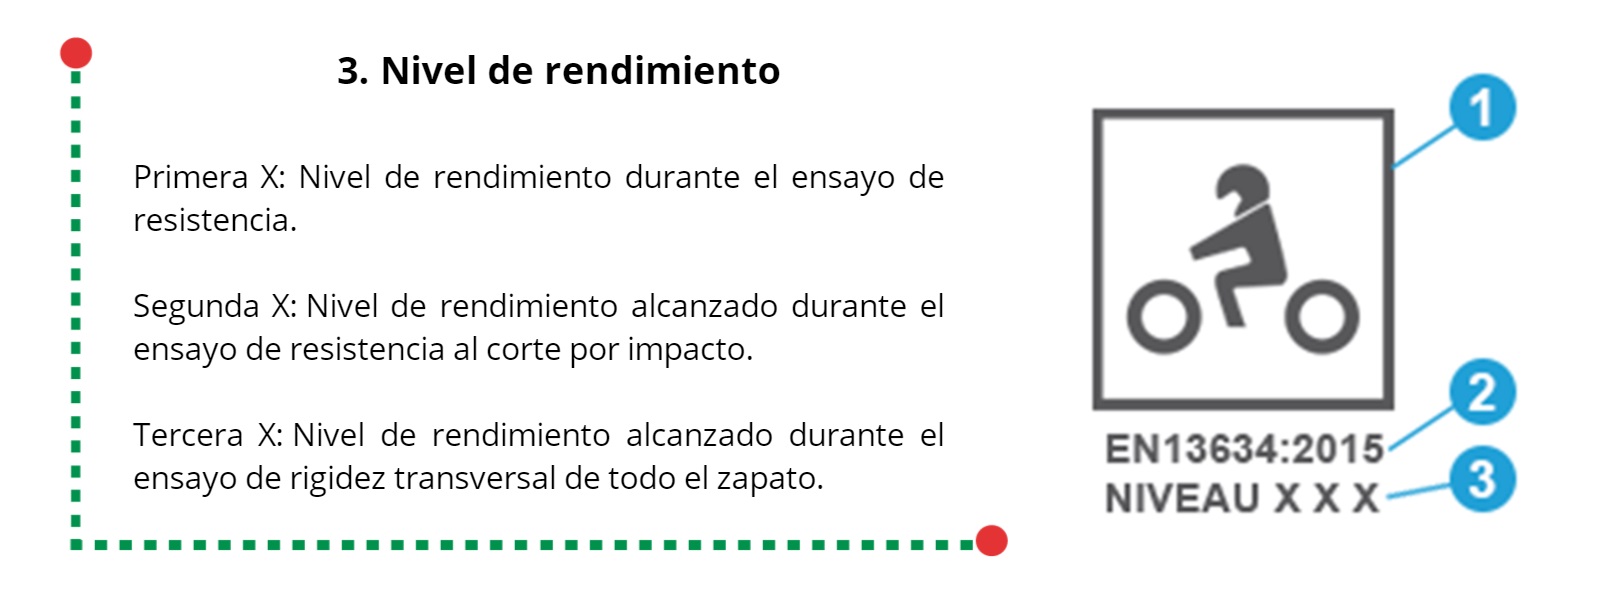 3. Nivel de rendimiento
Primera X: Nivel de rendimiento durante el ensayo de
resistencia.
Segunda X: Nivel de rendimiento alcanzado durante el
ensayo de resistencia al corte por impacto.
Tercera X: Nivel de rendimiento alcanzado durante el
ensayo de rigidez transversal de todo el zapato.
1
2
EN13634:2015
3
NIVEAU X X X